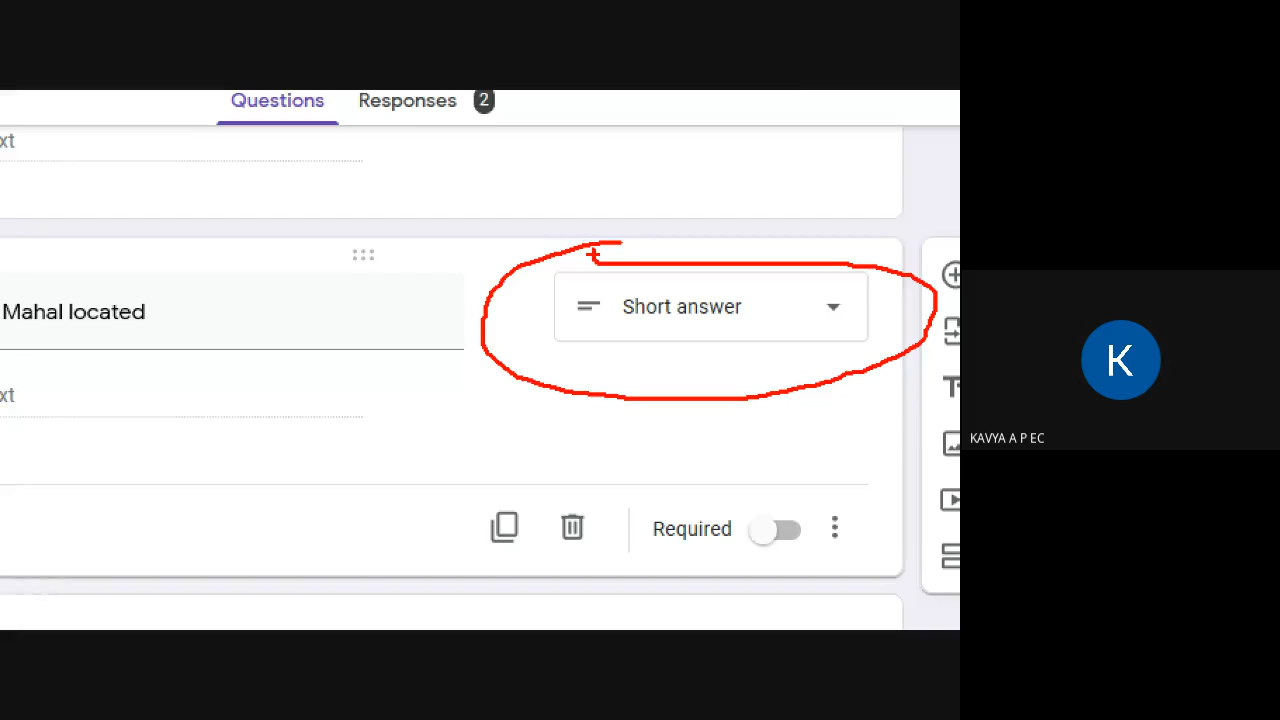 Questions Responses 2
xt
Mahal located
Short answer
xt
Required
K
KAVYA A P EC